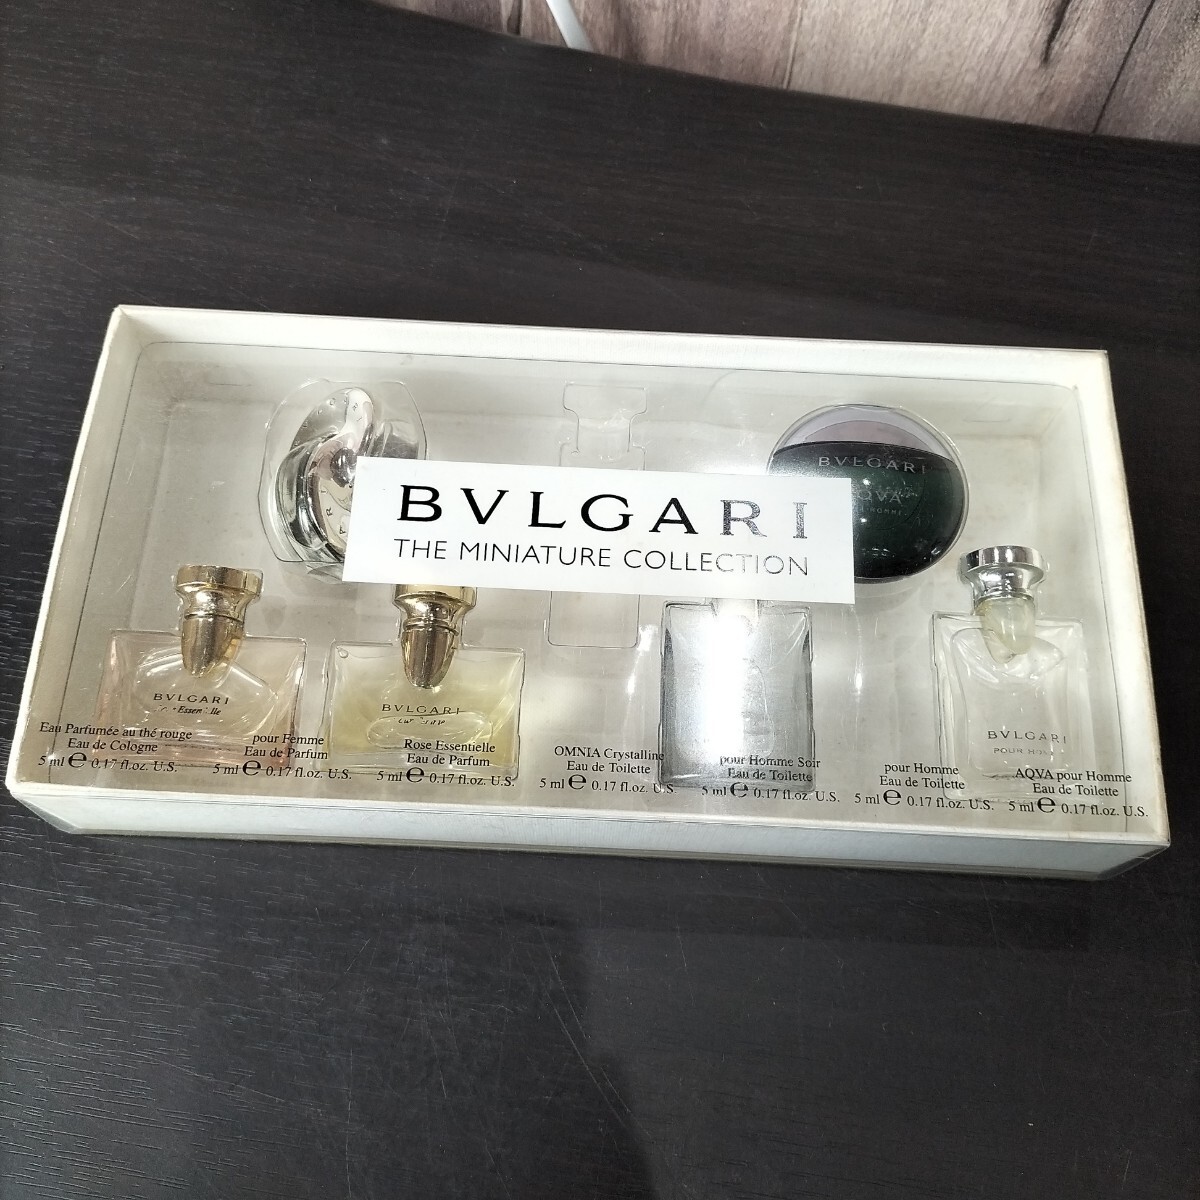 BVLGARI
AQVA
BVLGARI
THE MINIATURE COLLECTION
BVLGARI
BVLGARI
BVLGARI
POUR HOMME
Eau Parfumée au thé rouge
Eau de Cologne
5 ml ℮ 0.17 fl.oz. U.S.
pour Femme
Eau de Parfum
5 ml ℮ 0.17 fl.oz. U.S.
Rose Essentielle
Eau de Parfum
5 ml ℮ 0.17 fl.oz. U.S.
OMNIA Crystalline
Eau de Toilette
5 ml ℮ 0.17 fl.oz. U.S.
pour Homme Soir
Eau de Toilette
5 ml ℮ 0.17 fl.oz. U.S.
pour Homme
Eau de Toilette
5 ml ℮ 0.17 fl.oz. U.S.
AQVA pour Homme
Eau de Toilette
5 ml ℮ 0.17 fl.oz. U.S.